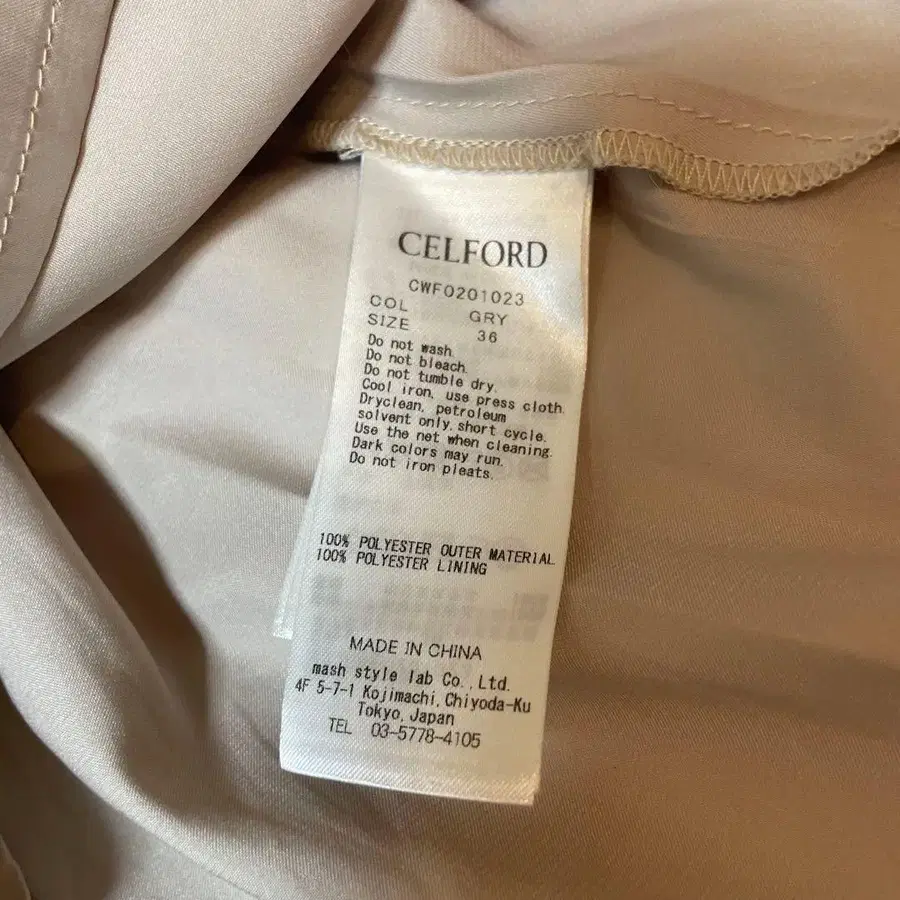 CELFORD
CWFO201023
COL GRY
SIZE 36
Do not wash.
Do not bleach.
Do not tumble dry.
Cool iron, use press cloth.
Dryclean, petroleum
solvent only, short cycle.
Use the net when cleaning.
Dark colors may run.
Do not iron pleats.
100% POLYESTER OUTER MATERIAL
100% POLYESTER LINING
MADE IN CHINA
mash style lab Co., Ltd.
4F 5-7-1 Kojimachi, Chiyoda-Ku
Tokyo, Japan
TEL 03-5778-4105